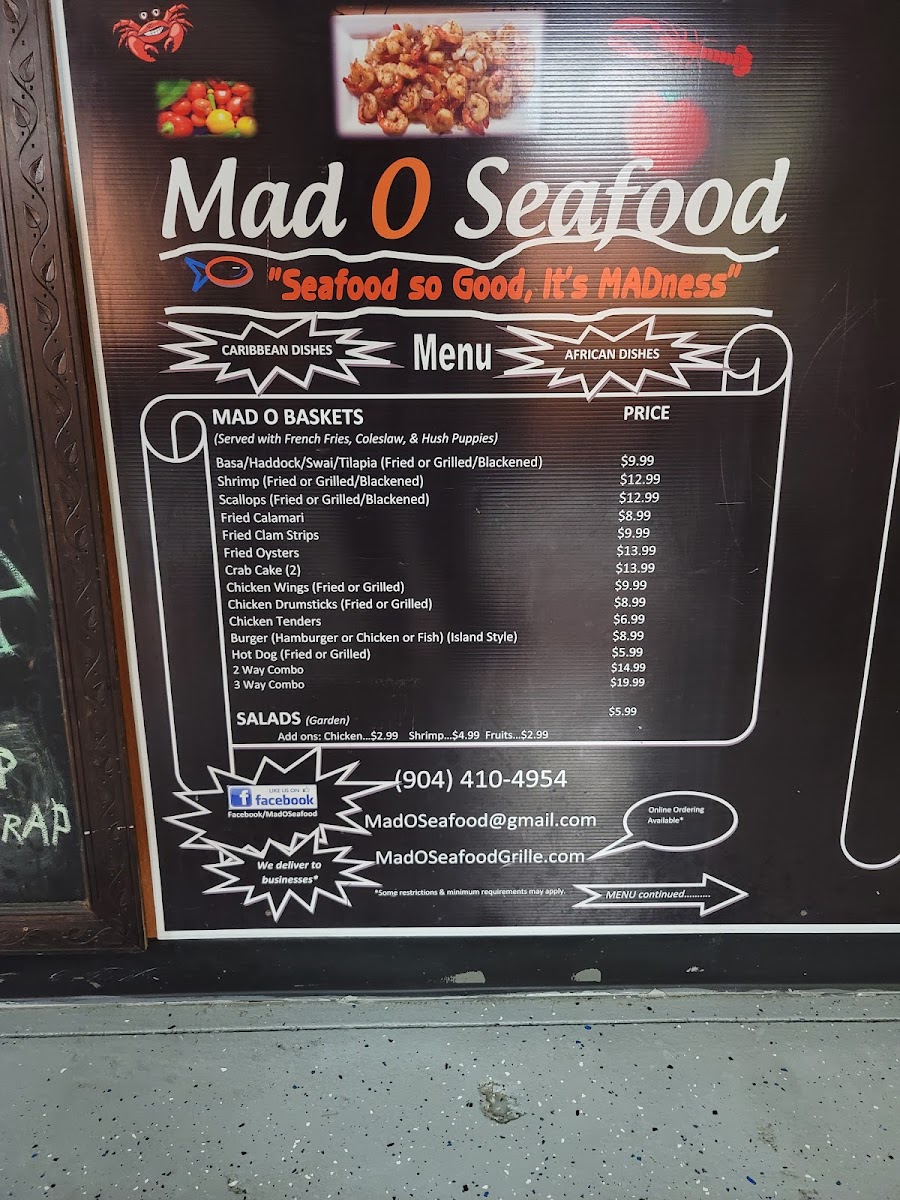 Mad O Seafood
"Seafood so Good, It's MADness"
CARIBBEAN DISHES Menu AFRICAN DISHES
MAD O BASKETS PRICE
(Served with French Fries, Coleslaw, & Hush Puppies)
Basa/Haddock/Swai/Tilapia (Fried or Grilled/Blackened) $9.99
Shrimp (Fried or Grilled/Blackened) $12.99
Scallops (Fried or Grilled/Blackened) $12.99
Fried Calamari $8.99
Fried Clam Strips $9.99
Fried Oysters $13.99
Crab Cake (2) $13.99
Chicken Wings (Fried or Grilled) $9.99
Chicken Drumsticks (Fried or Grilled) $8.99
Chicken Tenders $6.99
Burger (Hamburger or Chicken or Fish) (Island Style) $8.99
Hot Dog (Fried or Grilled) $5.99
2 Way Combo $14.99
3 Way Combo $19.99
SALADS (Garden) $5.99
Add ons: Chicken...$2.99 Shrimp...$4.99 Fruits...$2.99
(904) 410-4954
LIKE US ON
f facebook
Facebook/MadOSeafood
MadOSeafood@gmail.com
Online Ordering
Available*
MadOSeafoodGrille.com
We deliver to
businesses*
*Some restrictions & minimum requirements may apply.
MENU continued..........
RAP